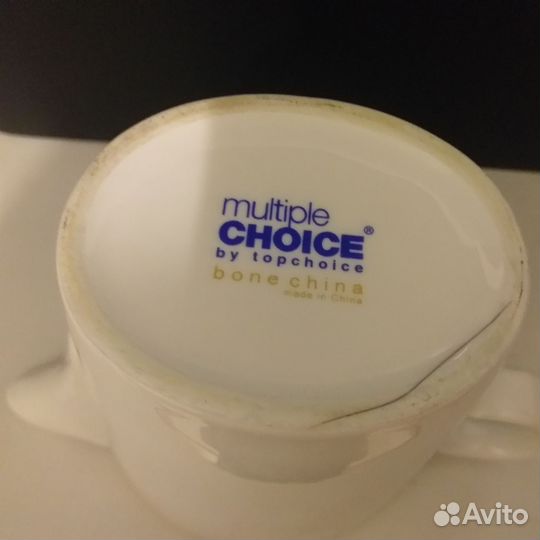 multiple
CHOICE®
by topchoice
bone china
made in China
Avito